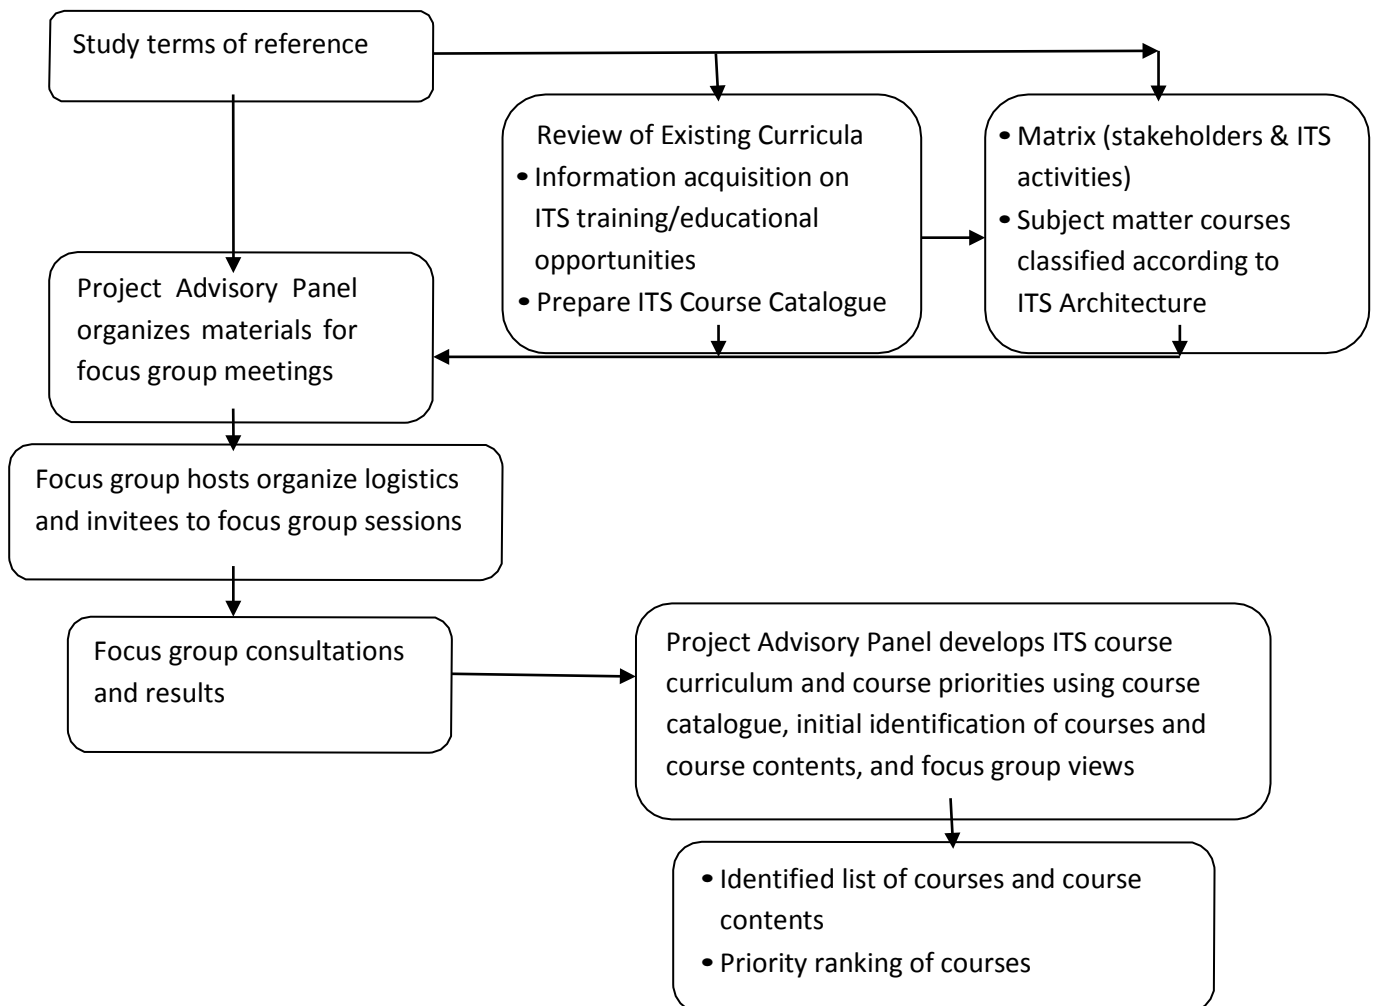 Study terms of reference
Review of Existing Curricula
• Information acquisition on
ITS training/educational
opportunities
• Prepare ITS Course Catalogue
• Matrix (stakeholders & ITS
activities)
• Subject matter courses
classified according to
ITS Architecture
Project Advisory Panel
organizes materials for
focus group meetings
Focus group hosts organize logistics
and invitees to focus group sessions
Focus group consultations
and results
Project Advisory Panel develops ITS course
curriculum and course priorities using course
catalogue, initial identification of courses and
course contents, and focus group views
• Identified list of courses and course
contents
• Priority ranking of courses